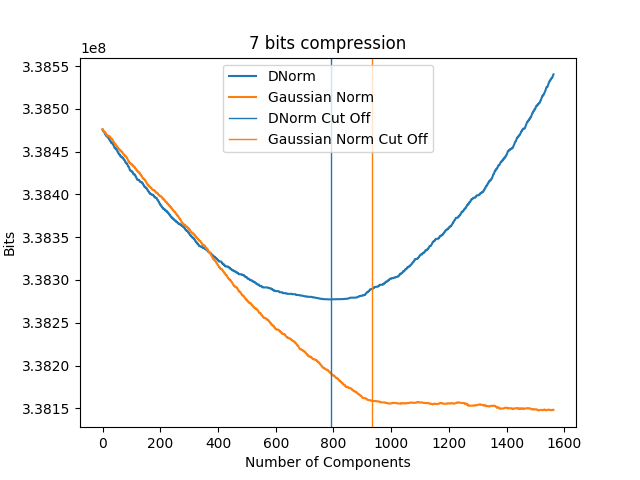 7 bits compression
1e8
3.3855
3.3850
3.3845
3.3840
3.3835
3.3830
3.3825
3.3820
3.3815
Bits
DNorm
Gaussian Norm
DNorm Cut Off
Gaussian Norm Cut Off
0 200 400 600 800 1000 1200 1400 1600
Number of Components